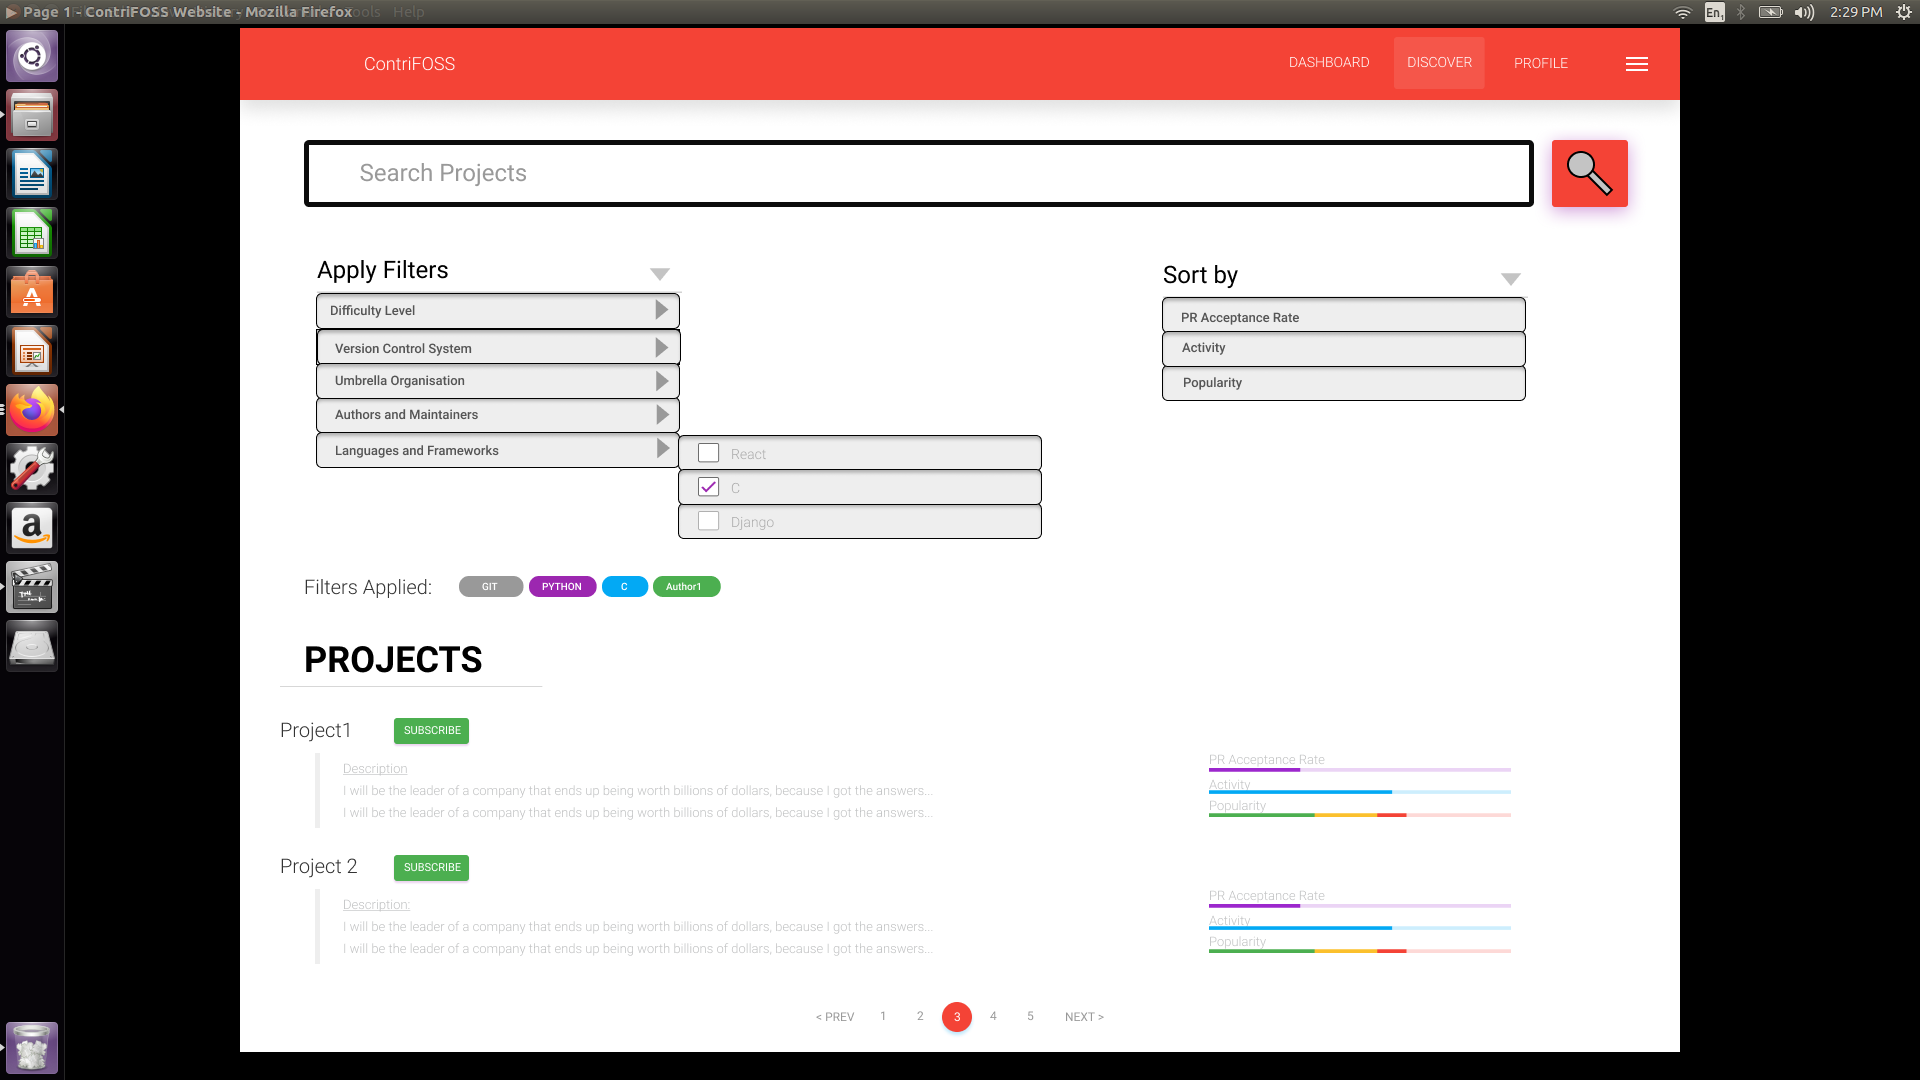 Page 1 - ContriFOSS Website - Mozilla Firefox Tools Help
En1
2:29 PM
ContriFOSS
DASHBOARD
DISCOVER
PROFILE
Search Projects
Apply Filters
Difficulty Level
Version Control System
Umbrella Organisation
Authors and Maintainers
Languages and Frameworks
React
C
Django
Sort by
PR Acceptance Rate
Activity
Popularity
Filters Applied:
GIT
PYTHON
C
Author1
PROJECTS
Project1
SUBSCRIBE
Description
I will be the leader of a company that ends up being worth billions of dollars, because I got the answers...
I will be the leader of a company that ends up being worth billions of dollars, because I got the answers...
PR Acceptance Rate
Activity
Popularity
Project 2
SUBSCRIBE
Description:
I will be the leader of a company that ends up being worth billions of dollars, because I got the answers...
I will be the leader of a company that ends up being worth billions of dollars, because I got the answers...
PR Acceptance Rate
Activity
Popularity
< PREV 1 2 3 4 5 NEXT >